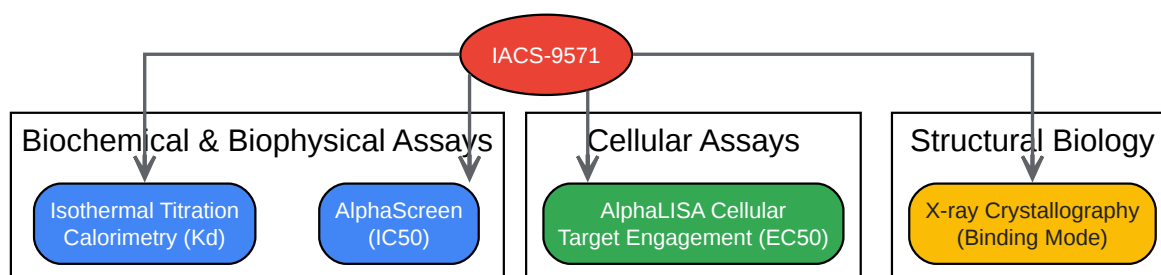 IACS-9571
Biochemical & Biophysical Assays
Cellular Assays
Structural Biology
Isothermal Titration
Calorimetry (Kd)
AlphaScreen
(IC50)
AlphaLISA Cellular
Target Engagement (EC50)
X-ray Crystallography
(Binding Mode)